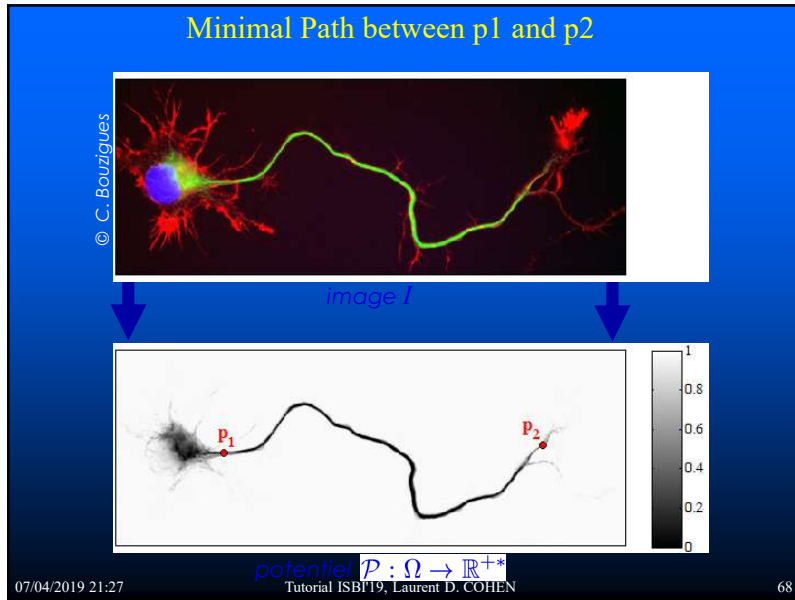 Minimal Path between p1 and p2
© C. Bouzigues
image I
p₁
p₂
1
0.8
0.6
0.4
0.2
0
potentiel P : Ω → ℝ⁺*
07/04/2019 21:27
Tutorial ISBI'19, Laurent D. COHEN
68